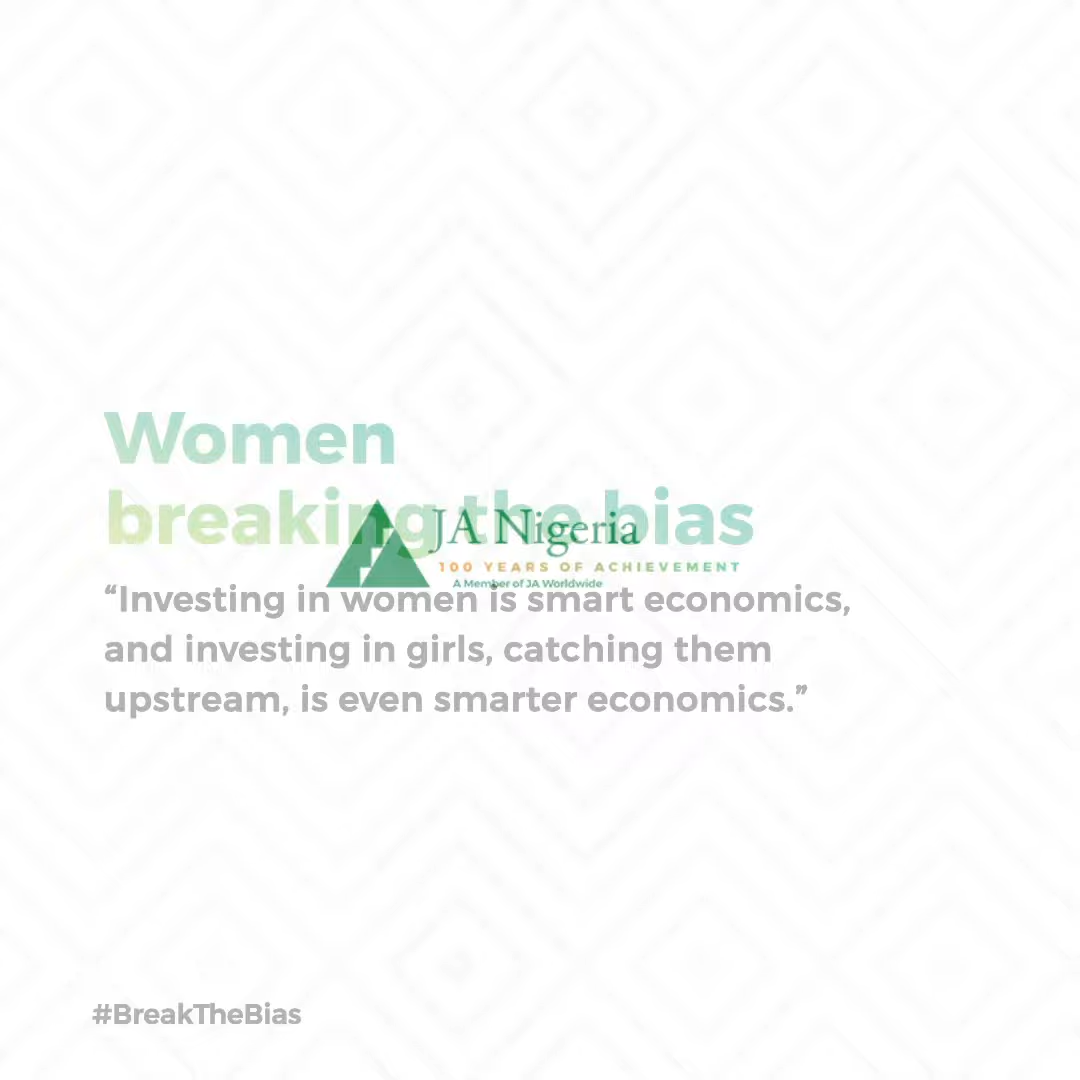 Women
breaking the bias
JA Nigeria
100 YEARS OF ACHIEVEMENT
A Member of JA Worldwide
“Investing in women is smart economics,
and investing in girls, catching them
upstream, is even smarter economics.”
#BreakTheBias